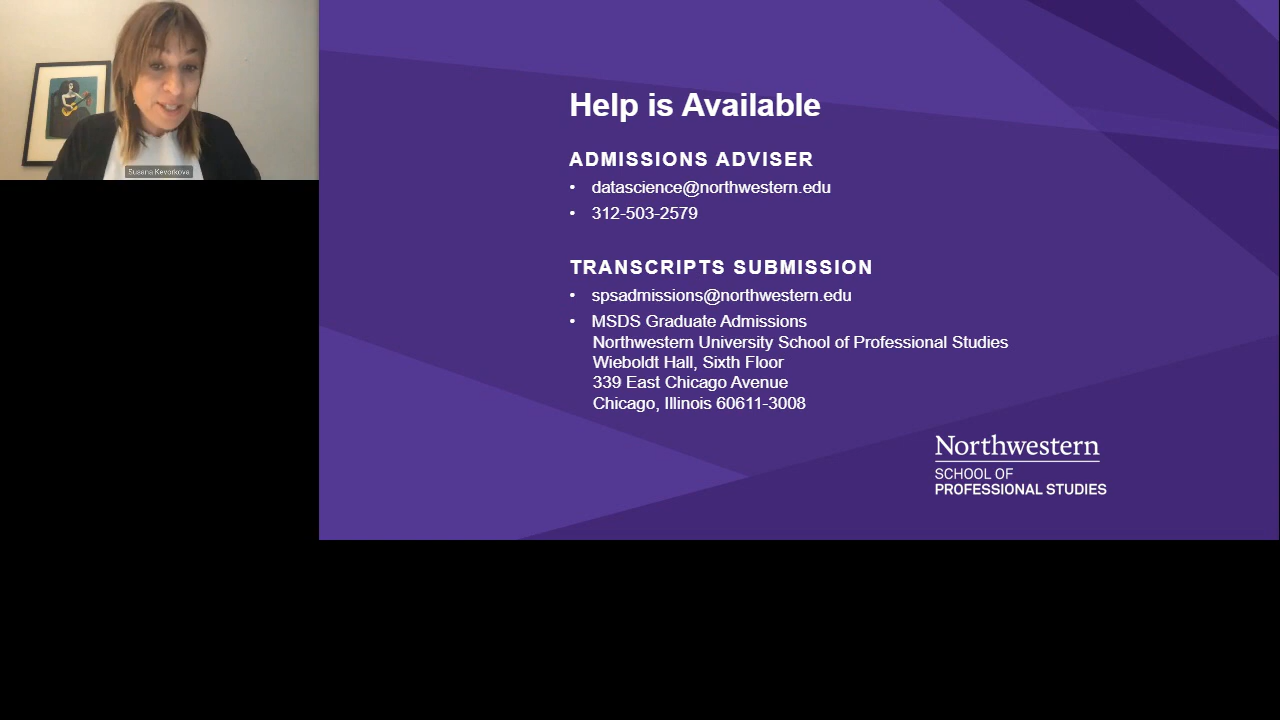 Susana Kevorkova
Help is Available
ADMISSIONS ADVISER
• datascience@northwestern.edu
• 312-503-2579
TRANSCRIPTS SUBMISSION
• spsadmissions@northwestern.edu
• MSDS Graduate Admissions
Northwestern University School of Professional Studies
Wieboldt Hall, Sixth Floor
339 East Chicago Avenue
Chicago, Illinois 60611-3008
Northwestern
SCHOOL OF
PROFESSIONAL STUDIES